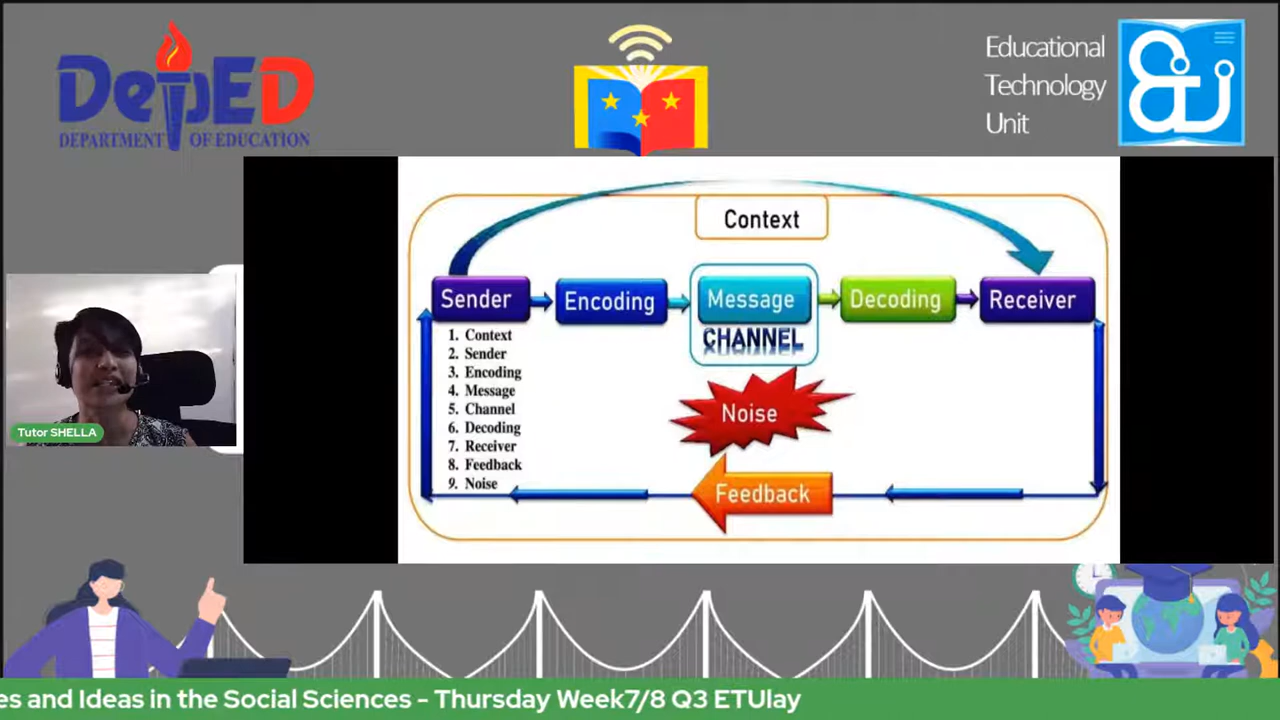 DepED
DEPARTMENT OF EDUCATION
Educational
Technology
Unit
Context
Sender
Encoding
Message
Decoding
Receiver
CHANNEL
1. Context
2. Sender
3. Encoding
4. Message
5. Channel
6. Decoding
7. Receiver
8. Feedback
9. Noise
Noise
Feedback
Tutor SHELLA
es and Ideas in the Social Sciences - Thursday Week7/8 Q3 ETUlay